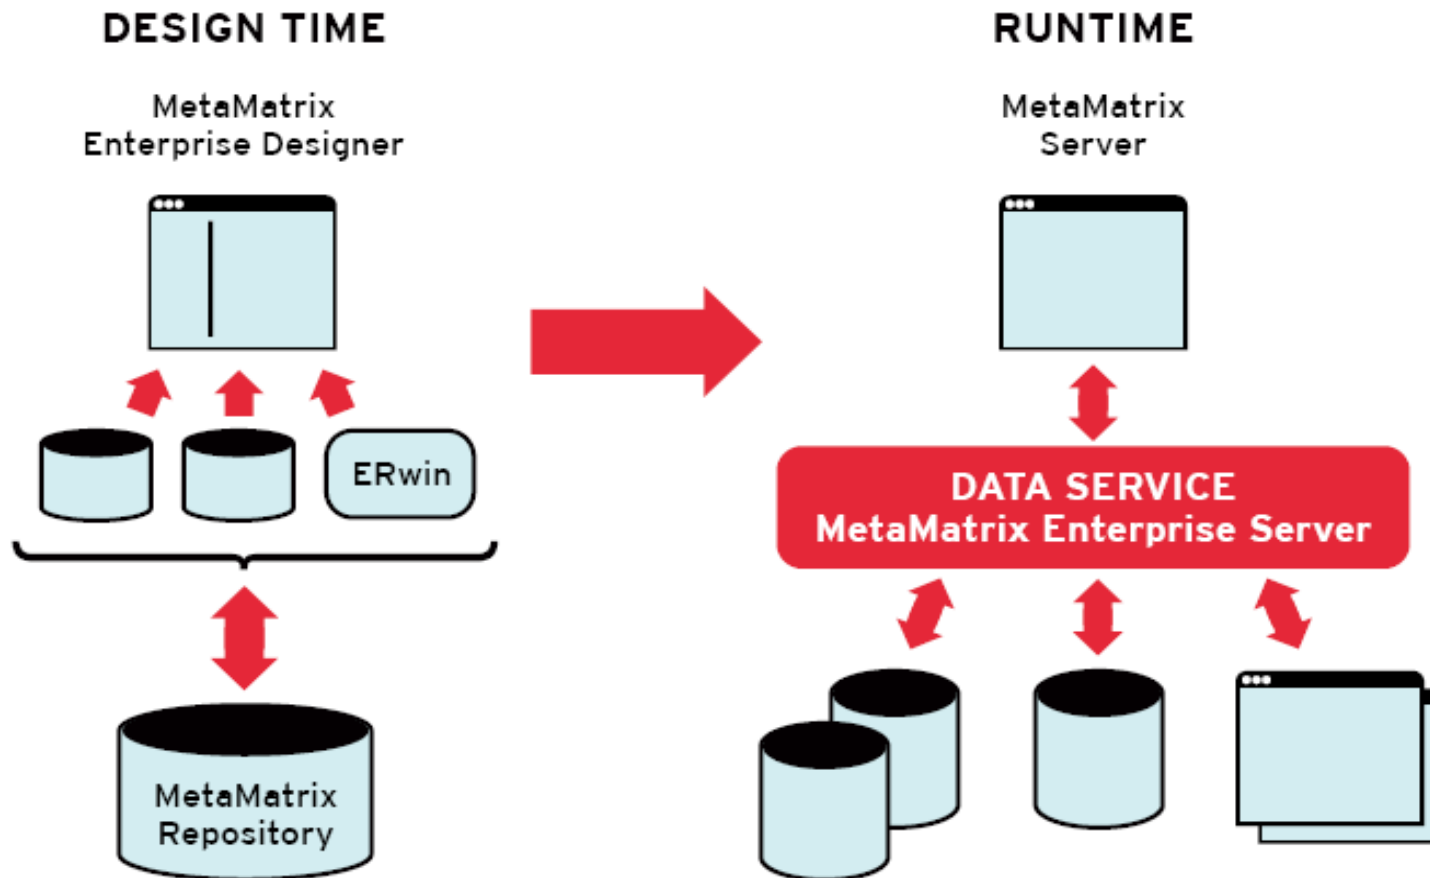 DESIGN TIME
MetaMatrix
Enterprise Designer
ERwin
MetaMatrix
Repository
RUNTIME
MetaMatrix
Server
DATA SERVICE
MetaMatrix Enterprise Server